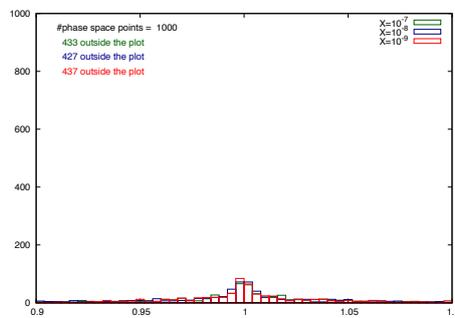 1000
#phase space points = 1000
433 outside the plot
427 outside the plot
437 outside the plot
X=10^-7
X=10^-8
X=10^-9
800
600
400
200
0
0.9 0.95 1 1.05 1.